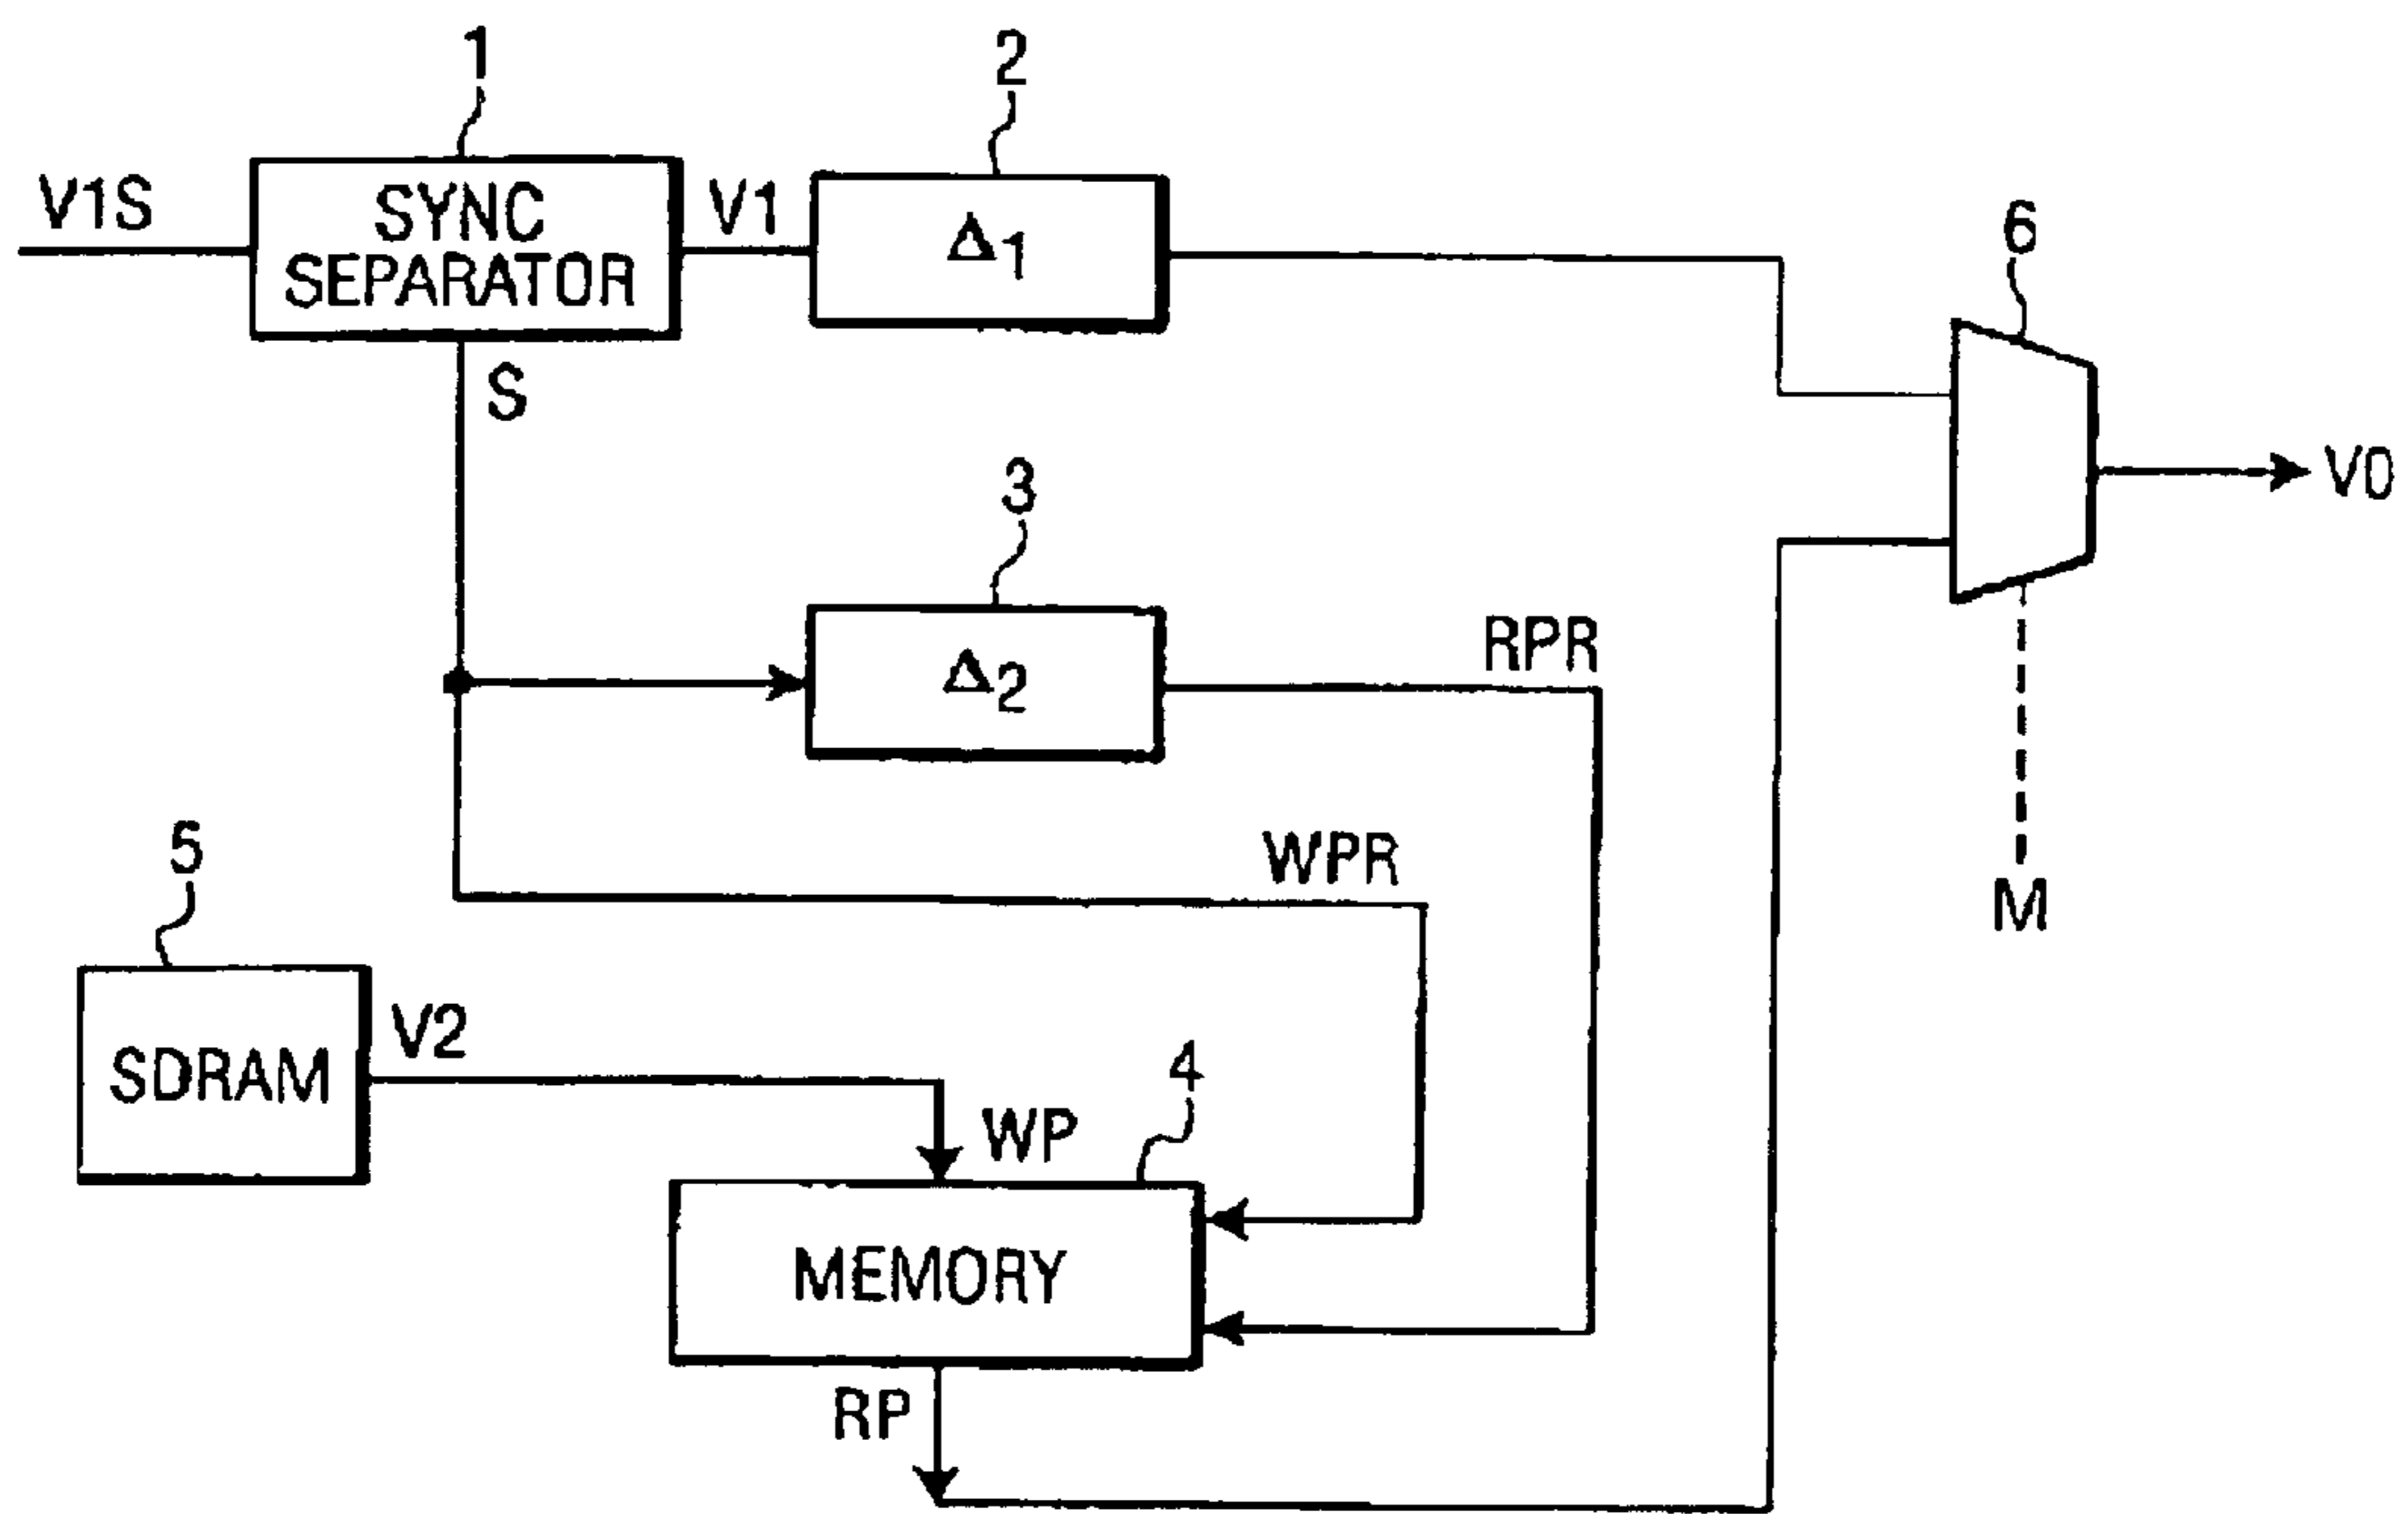 1
2
V1S
SYNC
SEPARATOR
V1
Δ1
6
S
V0
3
Δ2
RPR
WPR
M
5
SDRAM
V2
WP
4
MEMORY
RP